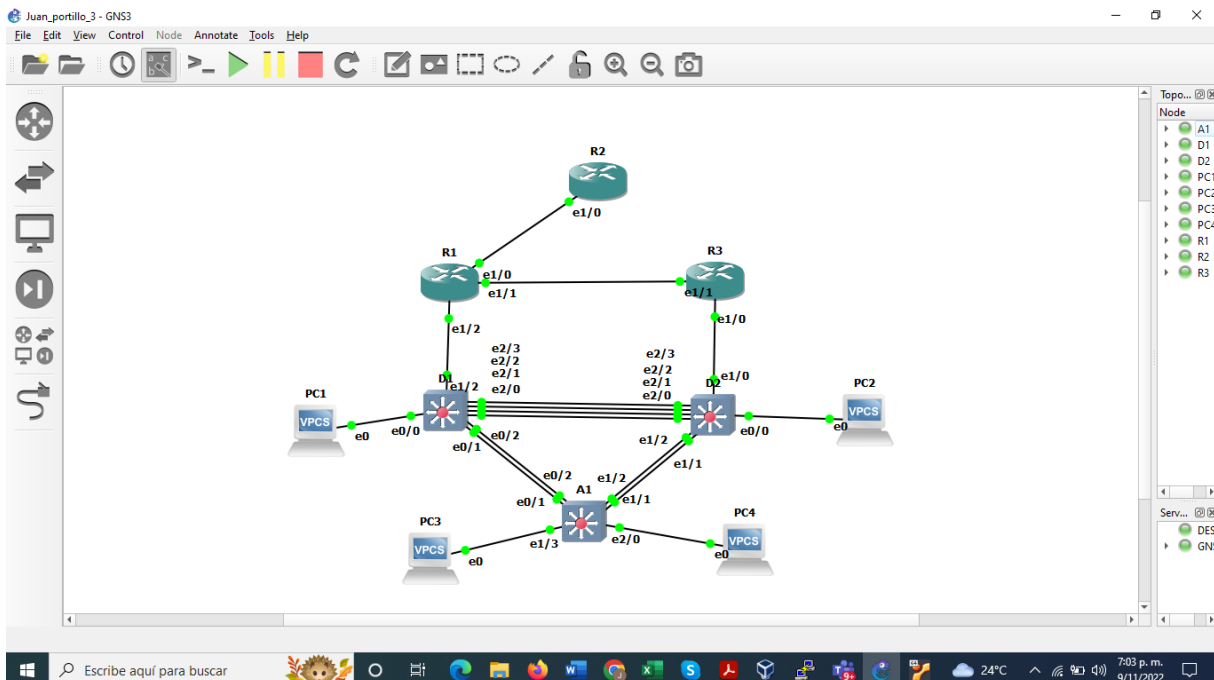 Juan_portillo_3 - GNS3
File Edit View Control Node Annotate Tools Help
Topo...
Node
A1
D1
D2
PC1
PC2
PC3
PC4
R1
R2
R3
R2
e1/0
R1
e1/0
e1/1
e1/2
R3
e1/1
e1/0
e2/3
e2/2
e2/1
e2/0
e2/3
e2/2
e2/1
e2/0
D1
e1/2
D2
e1/0
PC1
VPCS
e0
e0/0
e0/1
e0/2
PC2
VPCS
e0
e0/0
e1/2
e1/1
e0/2
e0/1
A1
e1/2
e1/1
e1/3
e2/0
PC3
VPCS
e0
PC4
VPCS
e0
Serv...
DES
GNS
Escribe aquí para buscar
24°C
7:03 p. m.
9/11/2022